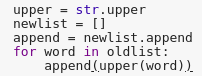 upper = str.upper
newlist = []
append = newlist.append
for word in oldlist:
    append(upper(word))